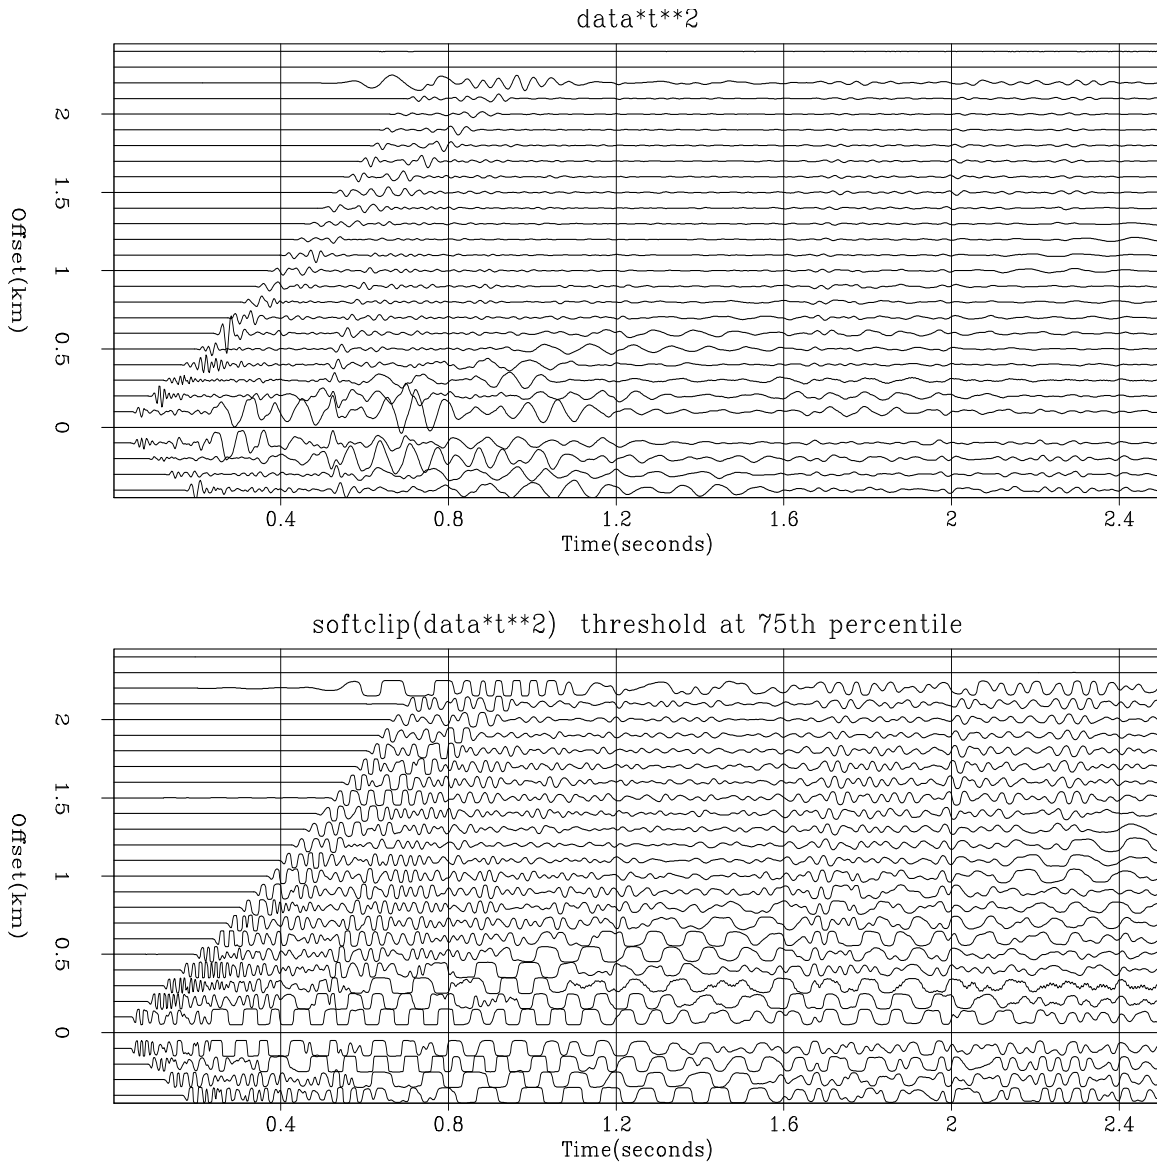 data*t**2
2
1.5
1
0.5
0
Offset(km)
0.4 0.8 1.2 1.6 2 2.4
Time(seconds)
softclip(data*t**2) threshold at 75th percentile
2
1.5
1
0.5
0
Offset(km)
0.4 0.8 1.2 1.6 2 2.4
Time(seconds)